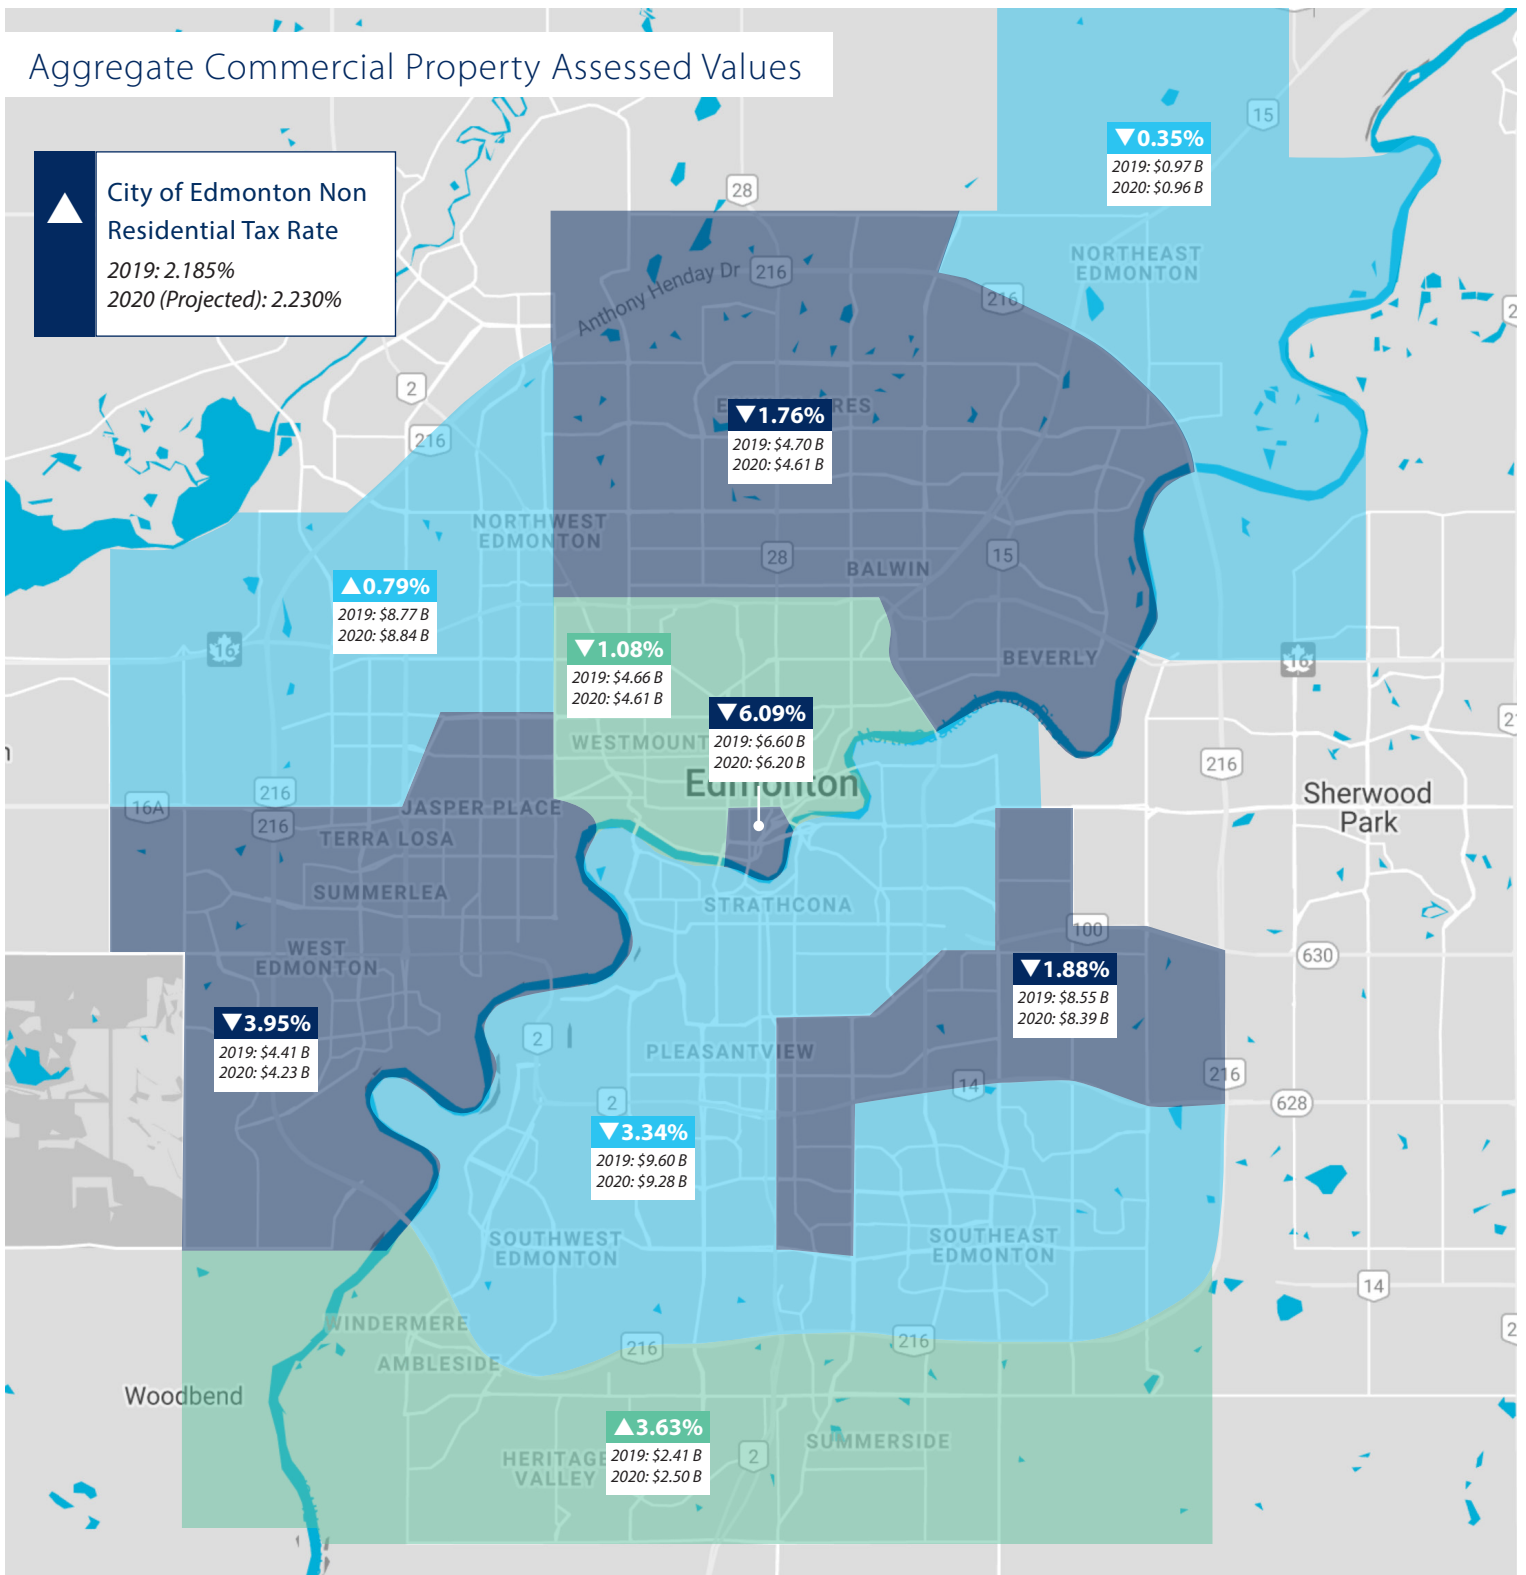 Aggregate Commercial Property Assessed Values
City of Edmonton Non
Residential Tax Rate
2019: 2.185%
2020 (Projected): 2.230%
▼0.35%
2019: $0.97 B
2020: $0.96 B
15
28
NORTHEAST
EDMONTON
Anthony Henday Dr
216
216
2
216
▼1.76%
2019: $4.70 B
2020: $4.61 B
NORTHWEST
EDMONTON
28
15
BALWIN
▲0.79%
2019: $8.77 B
2020: $8.84 B
16
▼1.08%
2019: $4.66 B
2020: $4.61 B
BEVERLY
16
▼6.09%
2019: $6.60 B
2020: $6.20 B
WESTMOUNT
Edmonton
216
216
16A
JASPER PLACE
216
TERRA LOSA
Sherwood
Park
SUMMERLEA
STRATHCONA
100
WEST
EDMONTON
630
▼1.88%
2019: $8.55 B
2020: $8.39 B
▼3.95%
2019: $4.41 B
2020: $4.23 B
2
PLEASANTVIEW
216
14
2
628
▼3.34%
2019: $9.60 B
2020: $9.28 B
SOUTHWEST
EDMONTON
SOUTHEAST
EDMONTON
14
WINDERMERE
216
216
AMBLESIDE
Woodbend
▲3.63%
2019: $2.41 B
2020: $2.50 B
SUMMERSIDE
HERITAGE
VALLEY
2